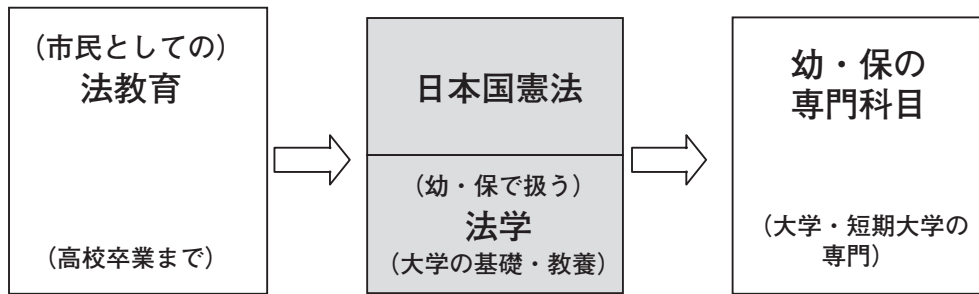 （市民としての）
法教育
（高校卒業まで）
日本国憲法
（幼・保で扱う）
法学
（大学の基礎・教養）
幼・保の
専門科目
（大学・短期大学の
専門）